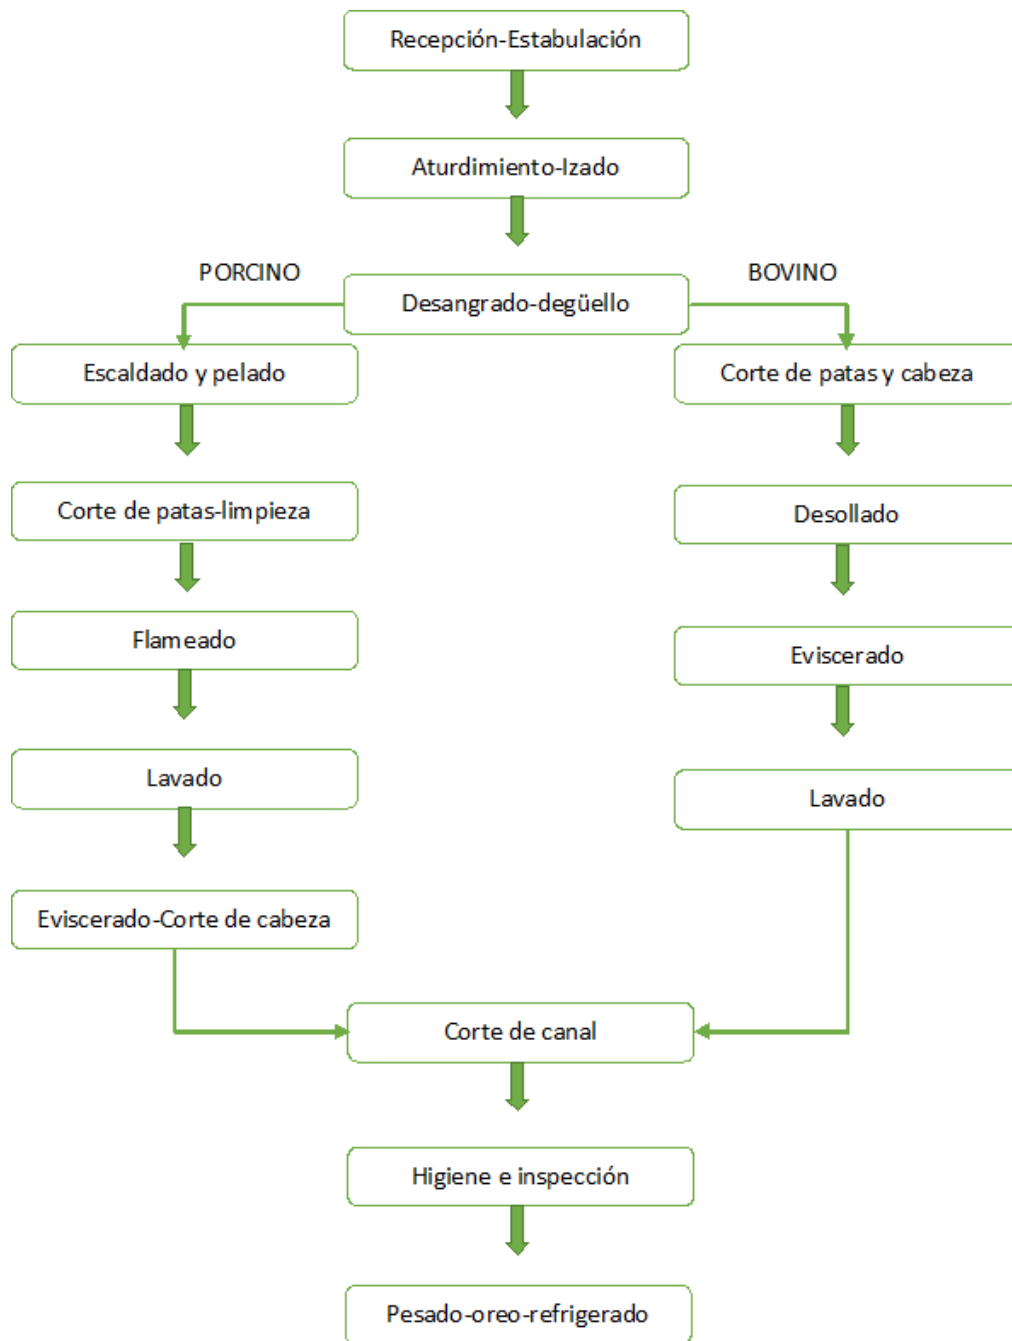 Recepción-Estabulación
Aturdimiento-Izado
PORCINO
BOVINO
Desangrado-degüello
Escaldado y pelado
Corte de patas y cabeza
Corte de patas-limpieza
Desollado
Flameado
Eviscerado
Lavado
Lavado
Eviscerado-Corte de cabeza
Corte de canal
Higiene e inspección
Pesado-oreo-refrigerado